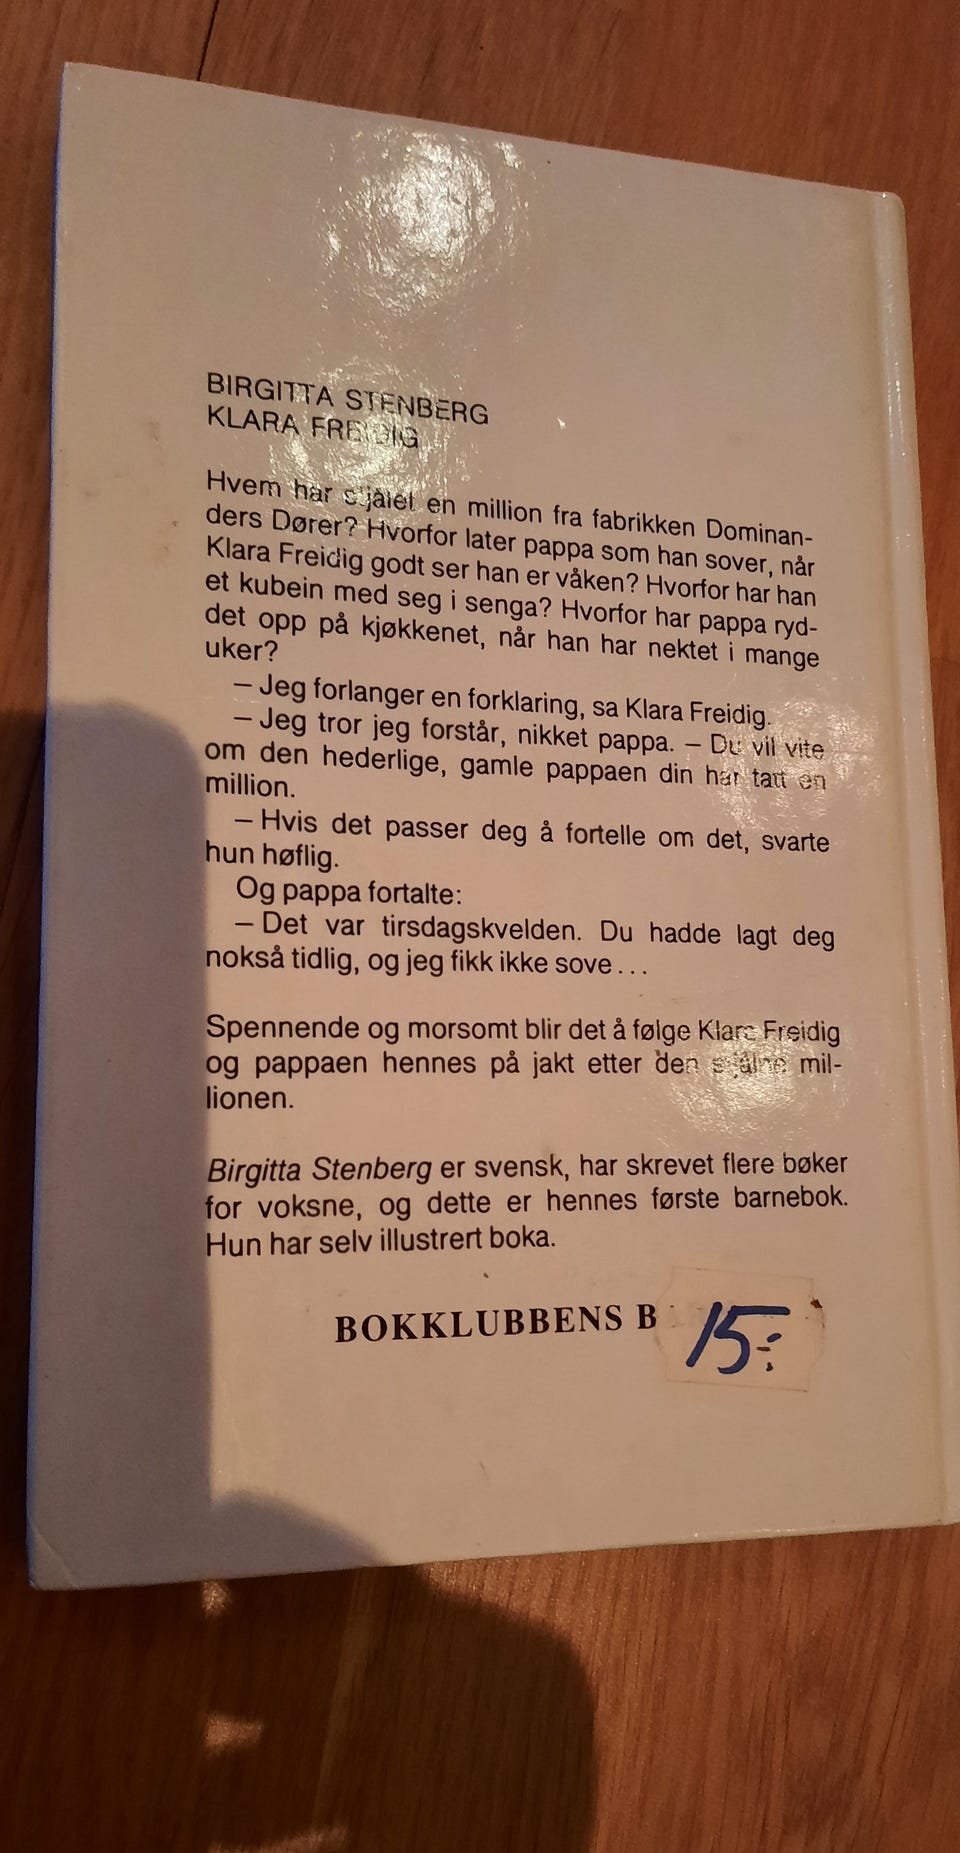 BIRGITTA STENBERG
KLARA FREIDIG
Hvem har stjålet en million fra fabrikken Dominan-
ders Dører? Hvorfor later pappa som han sover, når
Klara Freidig godt ser han er våken? Hvorfor har han
et kubein med seg i senga? Hvorfor har pappa ryd-
det opp på kjøkkenet, når han har nektet i mange
uker?
– Jeg forlanger en forklaring, sa Klara Freidig.
– Jeg tror jeg forstår, nikket pappa. – Du vil vite
om den hederlige, gamle pappaen din har tatt en
million.
– Hvis det passer deg å fortelle om det, svarte
hun høflig.
Og pappa fortalte:
– Det var tirsdagskvelden. Du hadde lagt deg
nokså tidlig, og jeg fikk ikke sove...
Spennende og morsomt blir det å følge Klara Freidig
og pappaen hennes på jakt etter den stjålne mil-
lionen.
Birgitta Stenberg er svensk, har skrevet flere bøker
for voksne, og dette er hennes første barnebok.
Hun har selv illustrert boka.
BOKKLUBBENS B
15:-